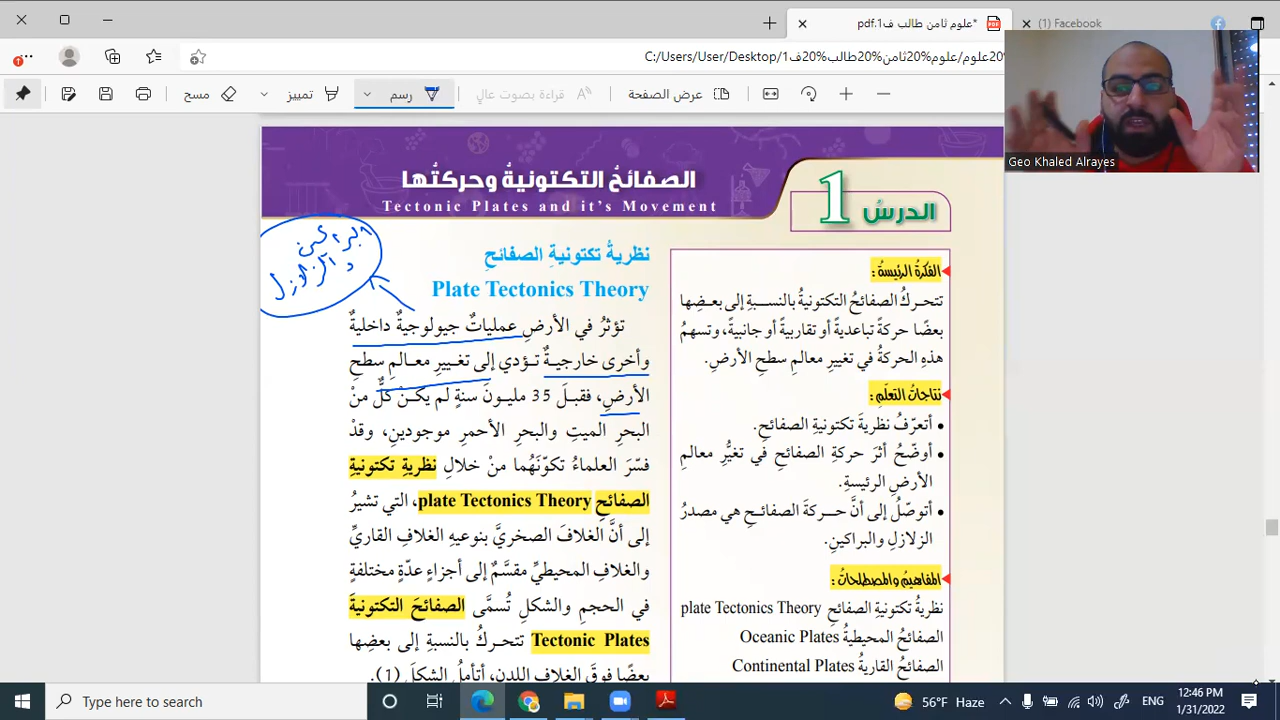 (1) Facebook
*علوم ثامن طالب ف1.pdf
C:/Users/User/Desktop/علوم/علوم%20ثامن%20طالب%20ف1
مسح
تمييز
رسم
قراءة بصوت عالٍ
عرض الصفحة
Geo Khaled Alrayes
الدرسُ 1
الصفائحُ التكتونيةُ وحركتُها
Tectonic Plates and it's Movement
الفكرةُ الرئيسةُ:
تتحركُ الصفائحُ التكتونيةُ بالنسبةِ إلى بعضِها
بعضًا حركةً تباعديةً أو تقاربيةً أو جانبيةً، وتسهمُ
هذهِ الحركةُ في تغييرِ معالمِ سطحِ الأرضِ.
نتاجاتُ التعلّمِ:
• أتعرّفُ نظريةَ تكتونيةِ الصفائحِ.
• أوضّحُ أثرَ حركةِ الصفائحِ في تغيُّرِ معالمِ
الأرضِ الرئيسةِ.
• أتوصّلُ إلى أنَّ حركةَ الصفائحِ هي مصدرُ
الزلازلِ والبراكينِ.
المفاهيمُ والمصطلحاتُ:
نظريةُ تكتونيةِ الصفائحِ plate Tectonics Theory
الصفائحُ المحيطيةُ Oceanic Plates
الصفائحُ القاريةُ Continental Plates
نظريةُ تكتونيةِ الصفائحِ
Plate Tectonics Theory
البراكين
و الزلازل
تؤثرُ في الأرضِ عملياتٌ جيولوجيةٌ داخليةٌ
وأخرى خارجيةٌ تؤدي إلى تغييرِ معالمِ سطحِ
الأرضِ، فقبلَ 35 مليونَ سنةٍ لم يكنْ كلٌّ منْ
البحرِ الميتِ والبحرِ الأحمرِ موجودينِ، وقدْ
فسّرَ العلماءُ تكوّنَهُما منْ خلالِ نظريةِ تكتونيةِ
الصفائحِ plate Tectonics Theory، التي تشيرُ
إلى أنَّ الغلافَ الصخريَّ بنوعيهِ الغلافِ القاريِّ
والغلافِ المحيطيِّ مقسَّمٌ إلى أجزاءٍ عدّةٍ مختلفةٍ
في الحجمِ والشكلِ تُسمَّى الصفائحَ التكتونيةَ
Tectonic Plates تتحركُ بالنسبةِ إلى بعضِها
بعضًا فوقَ الغلافِ اللدنِ، أتأملُ الشكلَ (1).
Type here to search
56°F Haze
ENG
12:46 PM
1/31/2022